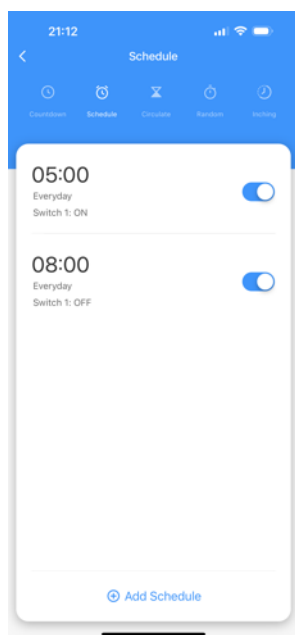 21:12
Schedule
Countdown Schedule Circulate Random Inching
05:00
Everyday
Switch 1: ON
08:00
Everyday
Switch 1: OFF
Add Schedule